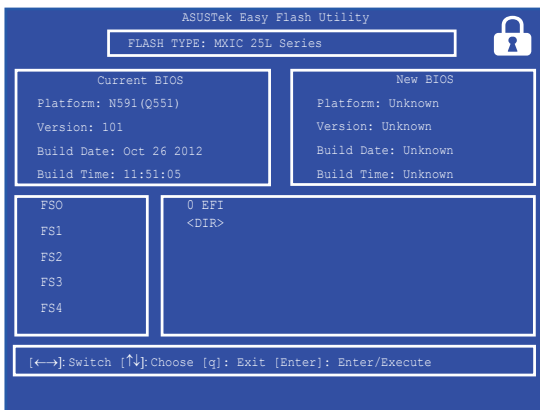 ASUSTek Easy Flash Utility
FLASH TYPE: MXIC 25L Series
Current BIOS
Platform: N591(Q551)
Version: 101
Build Date: Oct 26 2012
Build Time: 11:51:05
New BIOS
Platform: Unknown
Version: Unknown
Build Date: Unknown
Build Time: Unknown
FSO
FS1
FS2
FS3
FS4
0 EFI
<DIR>
[←→]: Switch [↑↓]: Choose [q]: Exit [Enter]: Enter/Execute